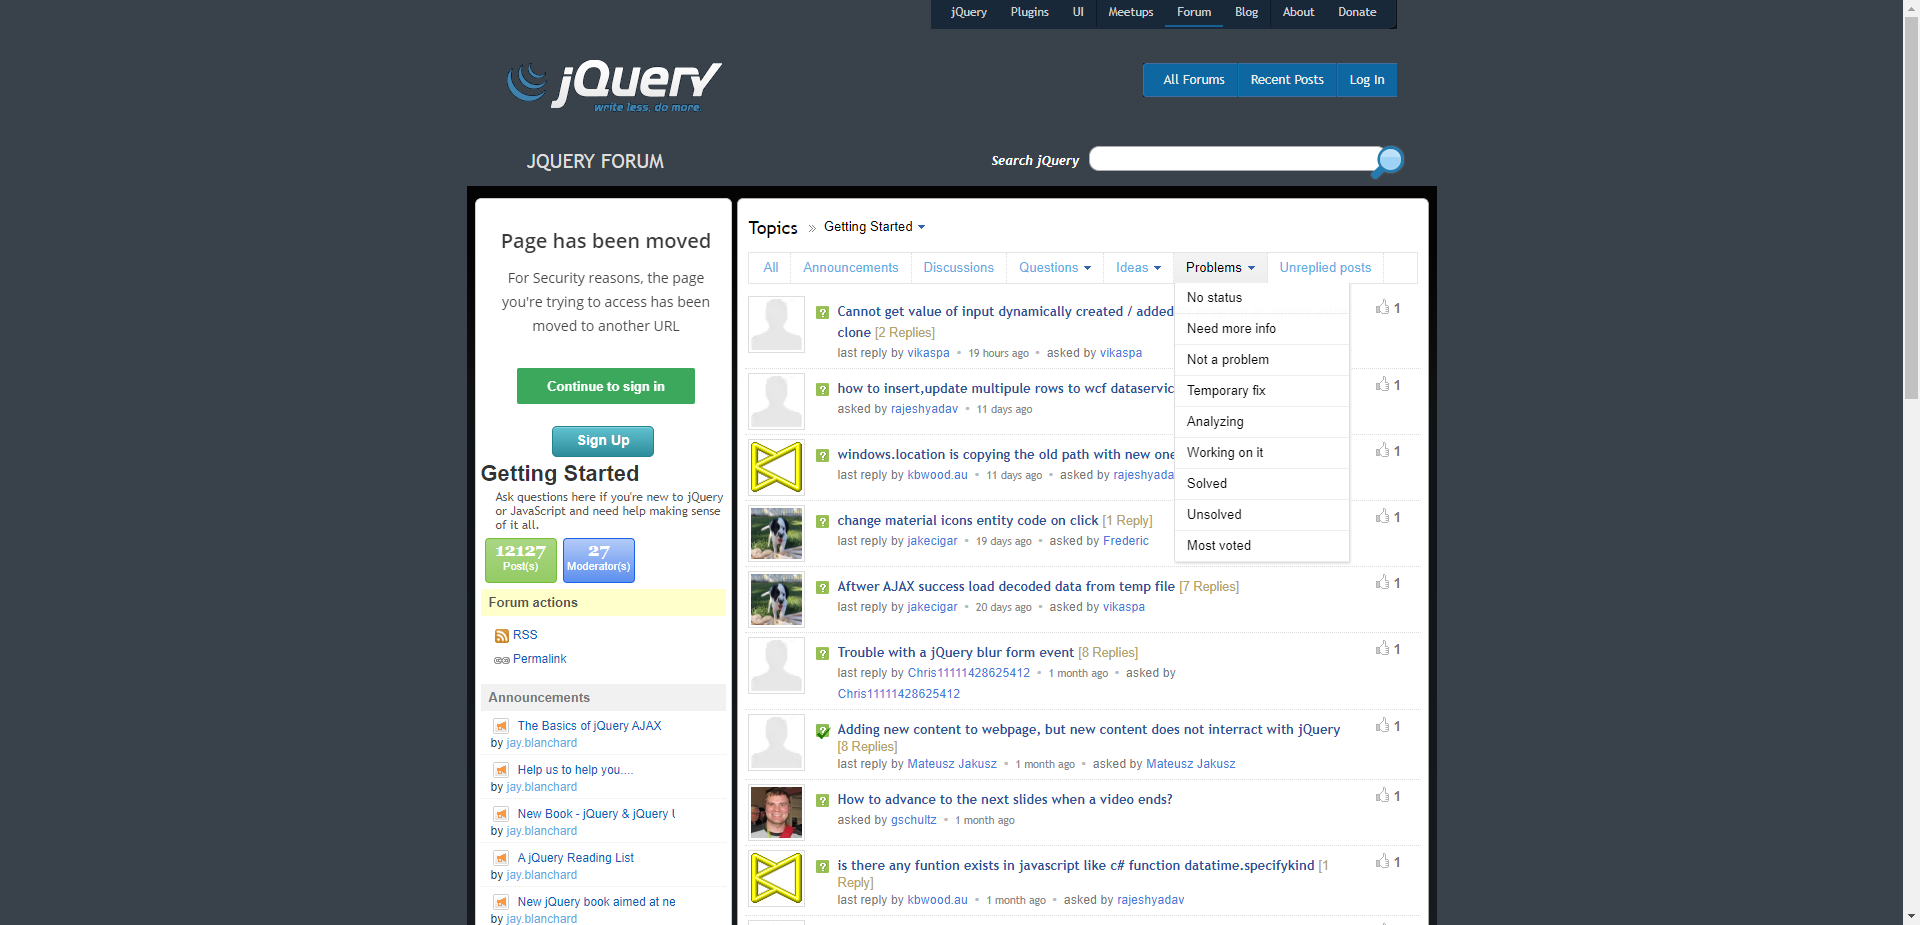 jQuery Plugins UI Meetups Forum Blog About Donate
jQuery
write less, do more.
All Forums Recent Posts Log In
JQUERY FORUM
Search jQuery
Page has been moved
For Security reasons, the page
you're trying to access has been
moved to another URL
Continue to sign in
Sign Up
Getting Started
Ask questions here if you're new to jQuery
or JavaScript and need help making sense
of it all.
12127
Post(s)
27
Moderator(s)
Forum actions
RSS
Permalink
Announcements
The Basics of jQuery AJAX
by jay.blanchard
Help us to help you....
by jay.blanchard
New Book - jQuery & jQuery
by jay.blanchard
A jQuery Reading List
by jay.blanchard
New jQuery book aimed at ne
by jay.blanchard
Topics » Getting Started
All Announcements Discussions Questions Ideas Problems Unreplied posts
No status
Need more info
Not a problem
Temporary fix
Analyzing
Working on it
Solved
Unsolved
Most voted
Cannot get value of input dynamically created / added
clone [2 Replies]
last reply by vikaspa • 19 hours ago • asked by vikaspa
1
how to insert,update multipule rows to wcf dataservic
asked by rajeshyadav • 11 days ago
1
windows.location is copying the old path with new one
last reply by kbwood.au • 11 days ago • asked by rajeshyada
1
change material icons entity code on click [1 Reply]
last reply by jakecigar • 19 days ago • asked by Frederic
1
Aftwer AJAX success load decoded data from temp file [7 Replies]
last reply by jakecigar • 20 days ago • asked by vikaspa
1
Trouble with a jQuery blur form event [8 Replies]
last reply by Chris11111428625412 • 1 month ago • asked by
Chris11111428625412
1
Adding new content to webpage, but new content does not interract with jQuery
[8 Replies]
last reply by Mateusz Jakusz • 1 month ago • asked by Mateusz Jakusz
1
How to advance to the next slides when a video ends?
asked by gschultz • 1 month ago
1
is there any funtion exists in javascript like c# function datatime.specifykind [1
Reply]
last reply by kbwood.au • 1 month ago • asked by rajeshyadav
1